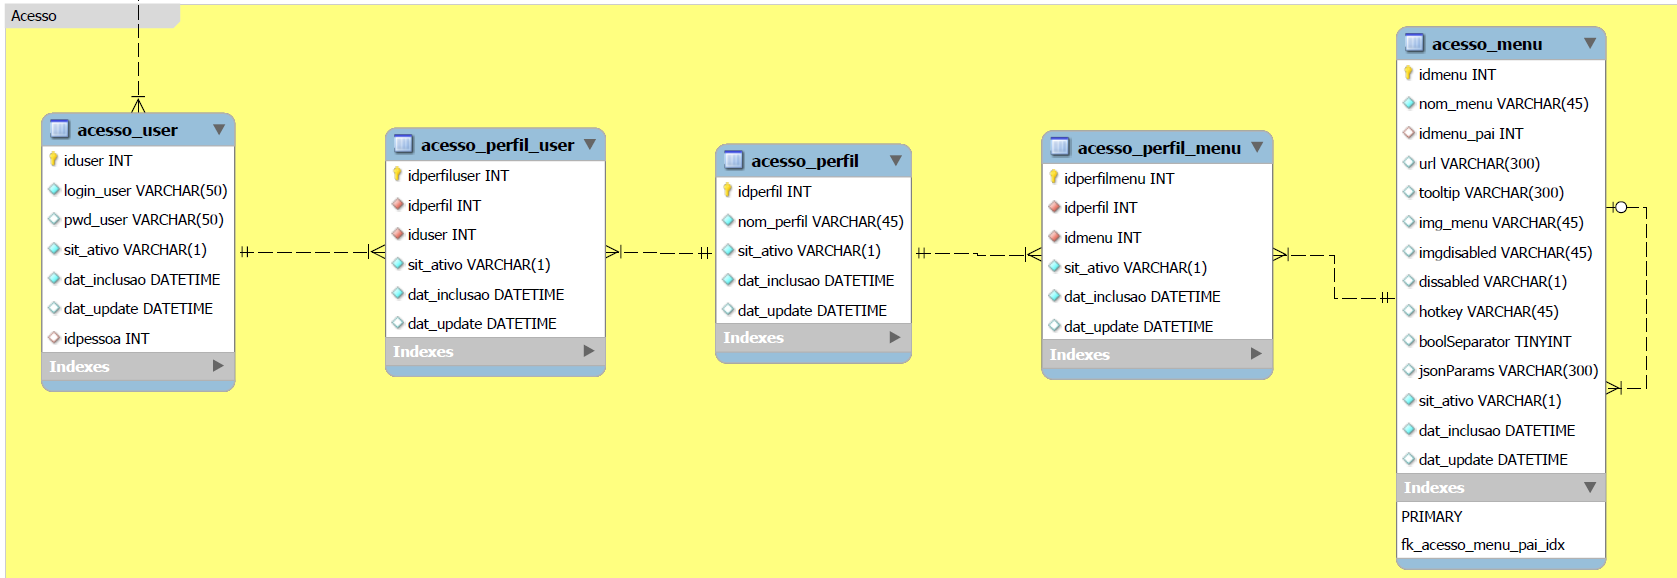 Acesso
acesso_user
iduser INT
login_user VARCHAR(50)
pwd_user VARCHAR(50)
sit_ativo VARCHAR(1)
dat_inclusao DATETIME
dat_update DATETIME
idpessoa INT
Indexes
acesso_perfil_user
idperfiluser INT
idperfil INT
iduser INT
sit_ativo VARCHAR(1)
dat_inclusao DATETIME
dat_update DATETIME
Indexes
acesso_perfil
idperfil INT
nom_perfil VARCHAR(45)
sit_ativo VARCHAR(1)
dat_inclusao DATETIME
dat_update DATETIME
Indexes
acesso_perfil_menu
idperfilmenu INT
idperfil INT
idmenu INT
sit_ativo VARCHAR(1)
dat_inclusao DATETIME
dat_update DATETIME
Indexes
acesso_menu
idmenu INT
nom_menu VARCHAR(45)
idmenu_pai INT
url VARCHAR(300)
tooltip VARCHAR(300)
img_menu VARCHAR(45)
imgdisabled VARCHAR(45)
dissabled VARCHAR(1)
hotkey VARCHAR(45)
boolSeparator TINYINT
jsonParams VARCHAR(300)
sit_ativo VARCHAR(1)
dat_inclusao DATETIME
dat_update DATETIME
Indexes
PRIMARY
fk_acesso_menu_pai_idx